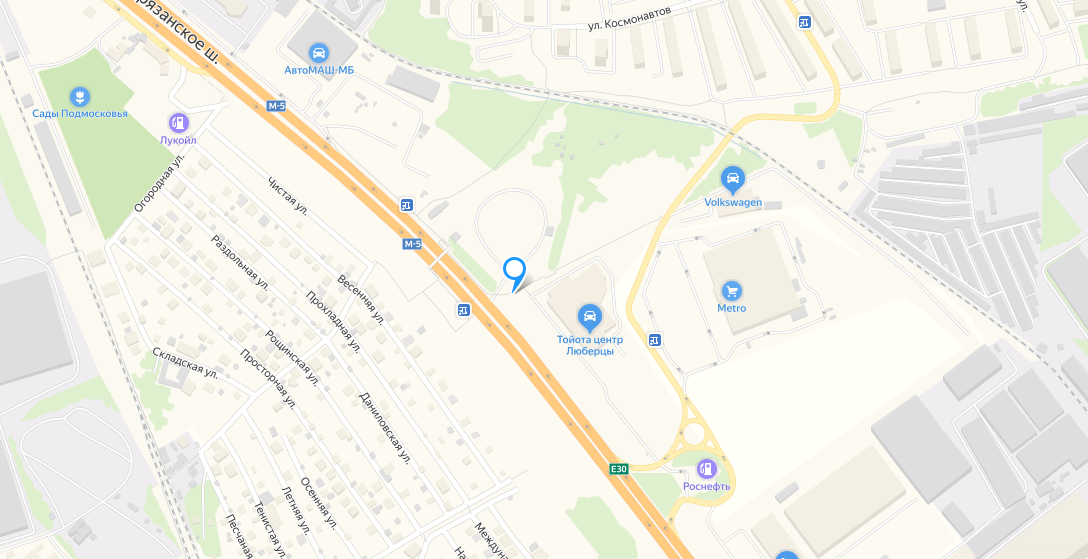 рязанское ш.
ул. Космонавтов
ул.
АвтоМАШ-МБ
М-5
Сады Подмосковья
Лукойл
Огородная ул.
Чистая ул.
Volkswagen
М-5
Раздольная ул.
Весенняя ул.
Прохладная ул.
Metro
Тойота центр
Люберцы
Рощинская ул.
Складская ул.
Просторная ул.
Даниловская ул.
E30
Роснефть
Осенняя ул.
Летняя ул.
Тенистая ул.
Песчаная
Междуна
На